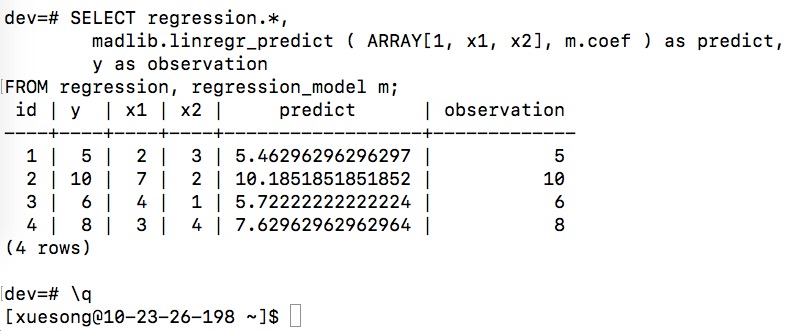 dev=# SELECT regression.*,
        madlib.linregr_predict ( ARRAY[1, x1, x2], m.coef ) as predict,
        y as observation
FROM regression, regression_model m;
 id | y  | x1 | x2 |     predict      | observation
----+----+----+----+------------------+-------------
  1 |  5 |  2 |  3 | 5.46296296296297 |           5
  2 | 10 |  7 |  2 | 10.1851851851852 |          10
  3 |  6 |  4 |  1 | 5.72222222222224 |           6
  4 |  8 |  3 |  4 | 7.62962962962964 |           8
(4 rows)

dev=# \q
[xuesong@10-23-26-198 ~]$